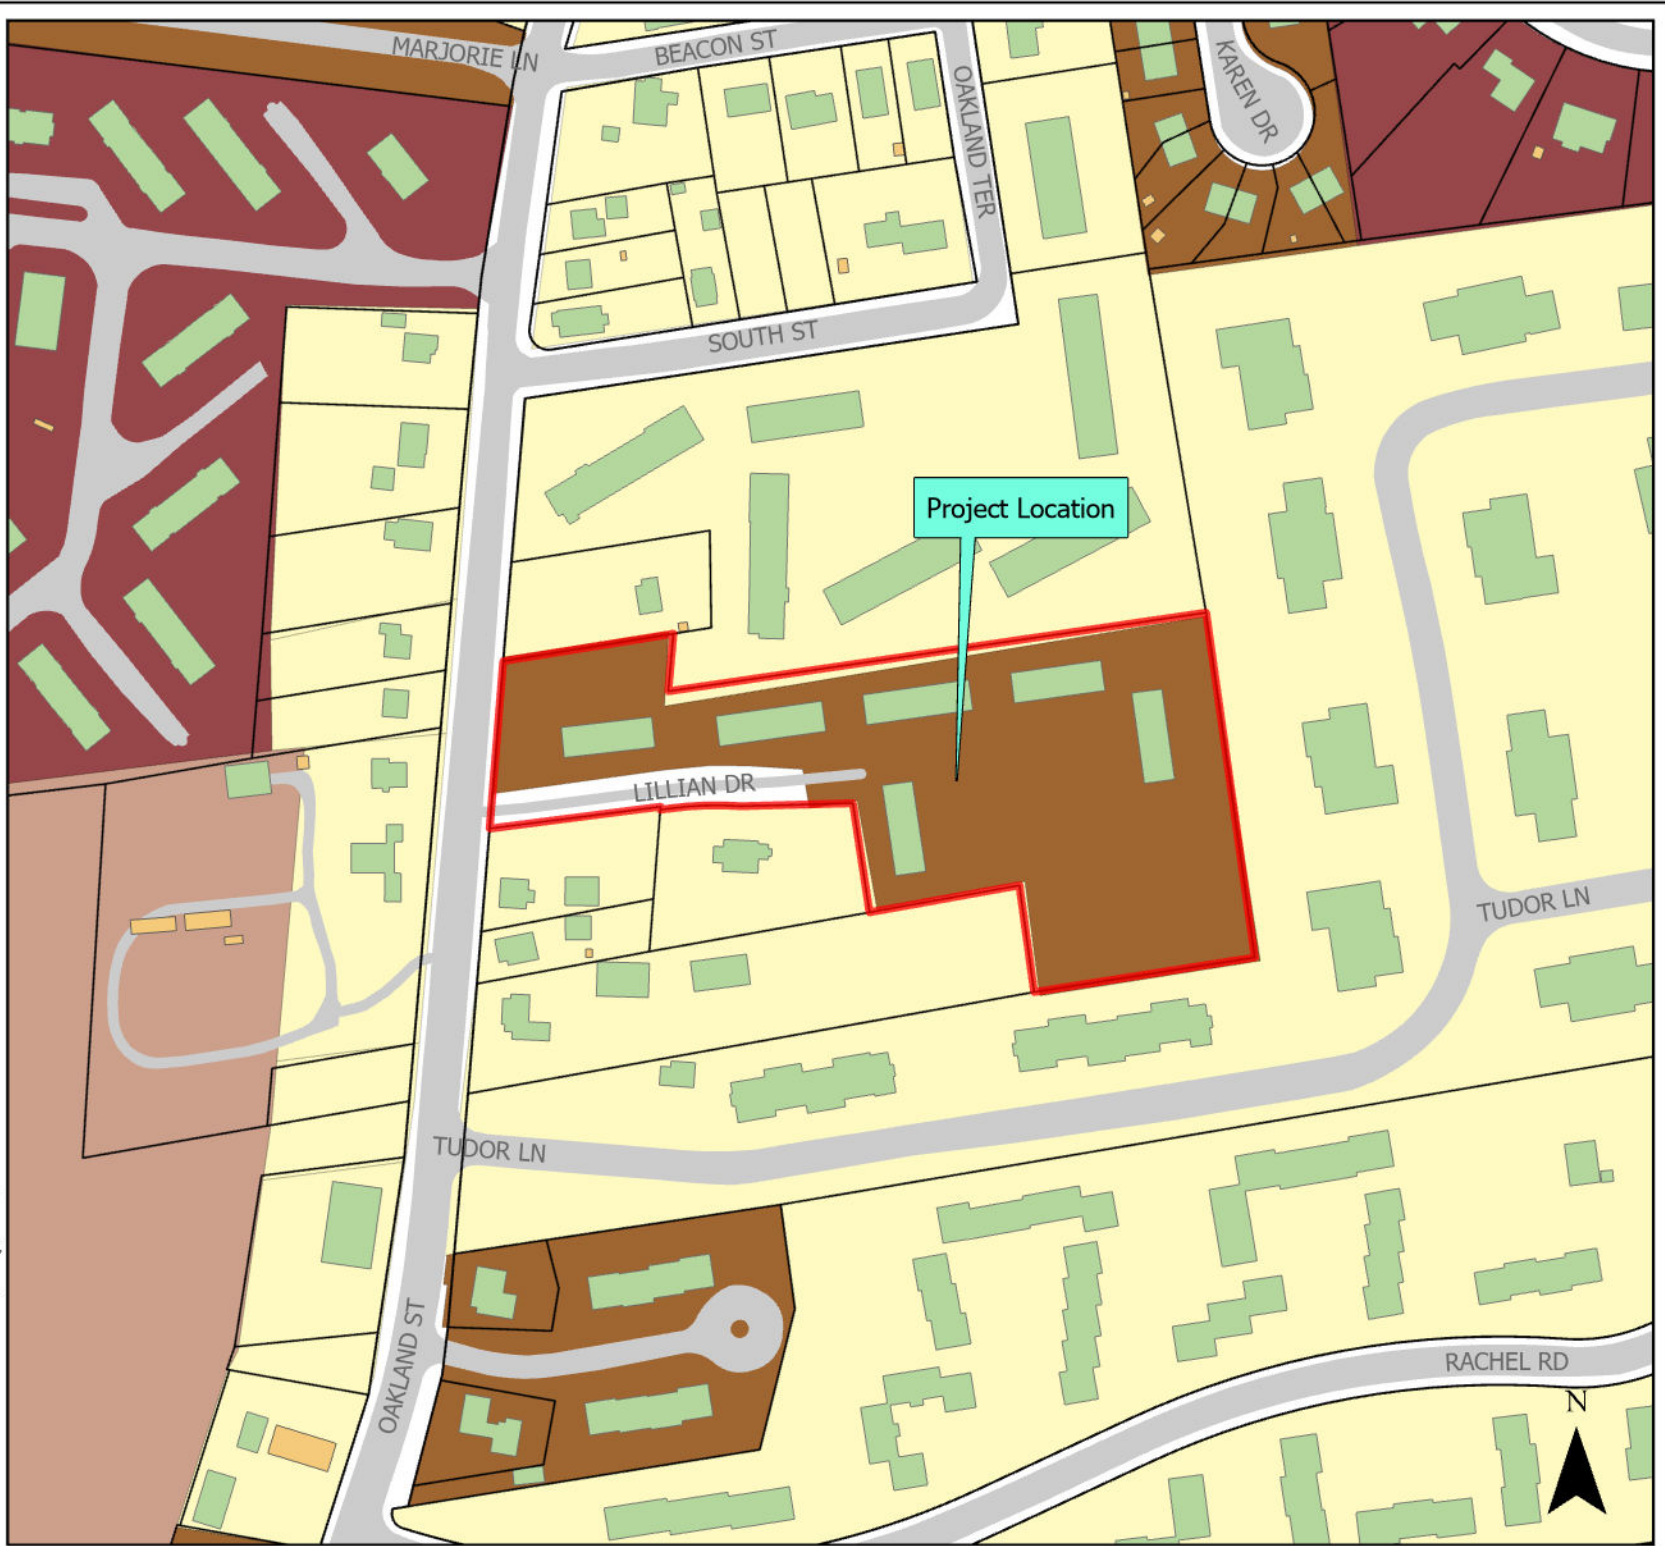 MARJORIE LN
BEACON ST
KAREN DR
OAKLAND TER
SOUTH ST
Project Location
LILLIAN DR
TUDOR LN
TUDOR LN
OAKLAND ST
RACHEL RD
N